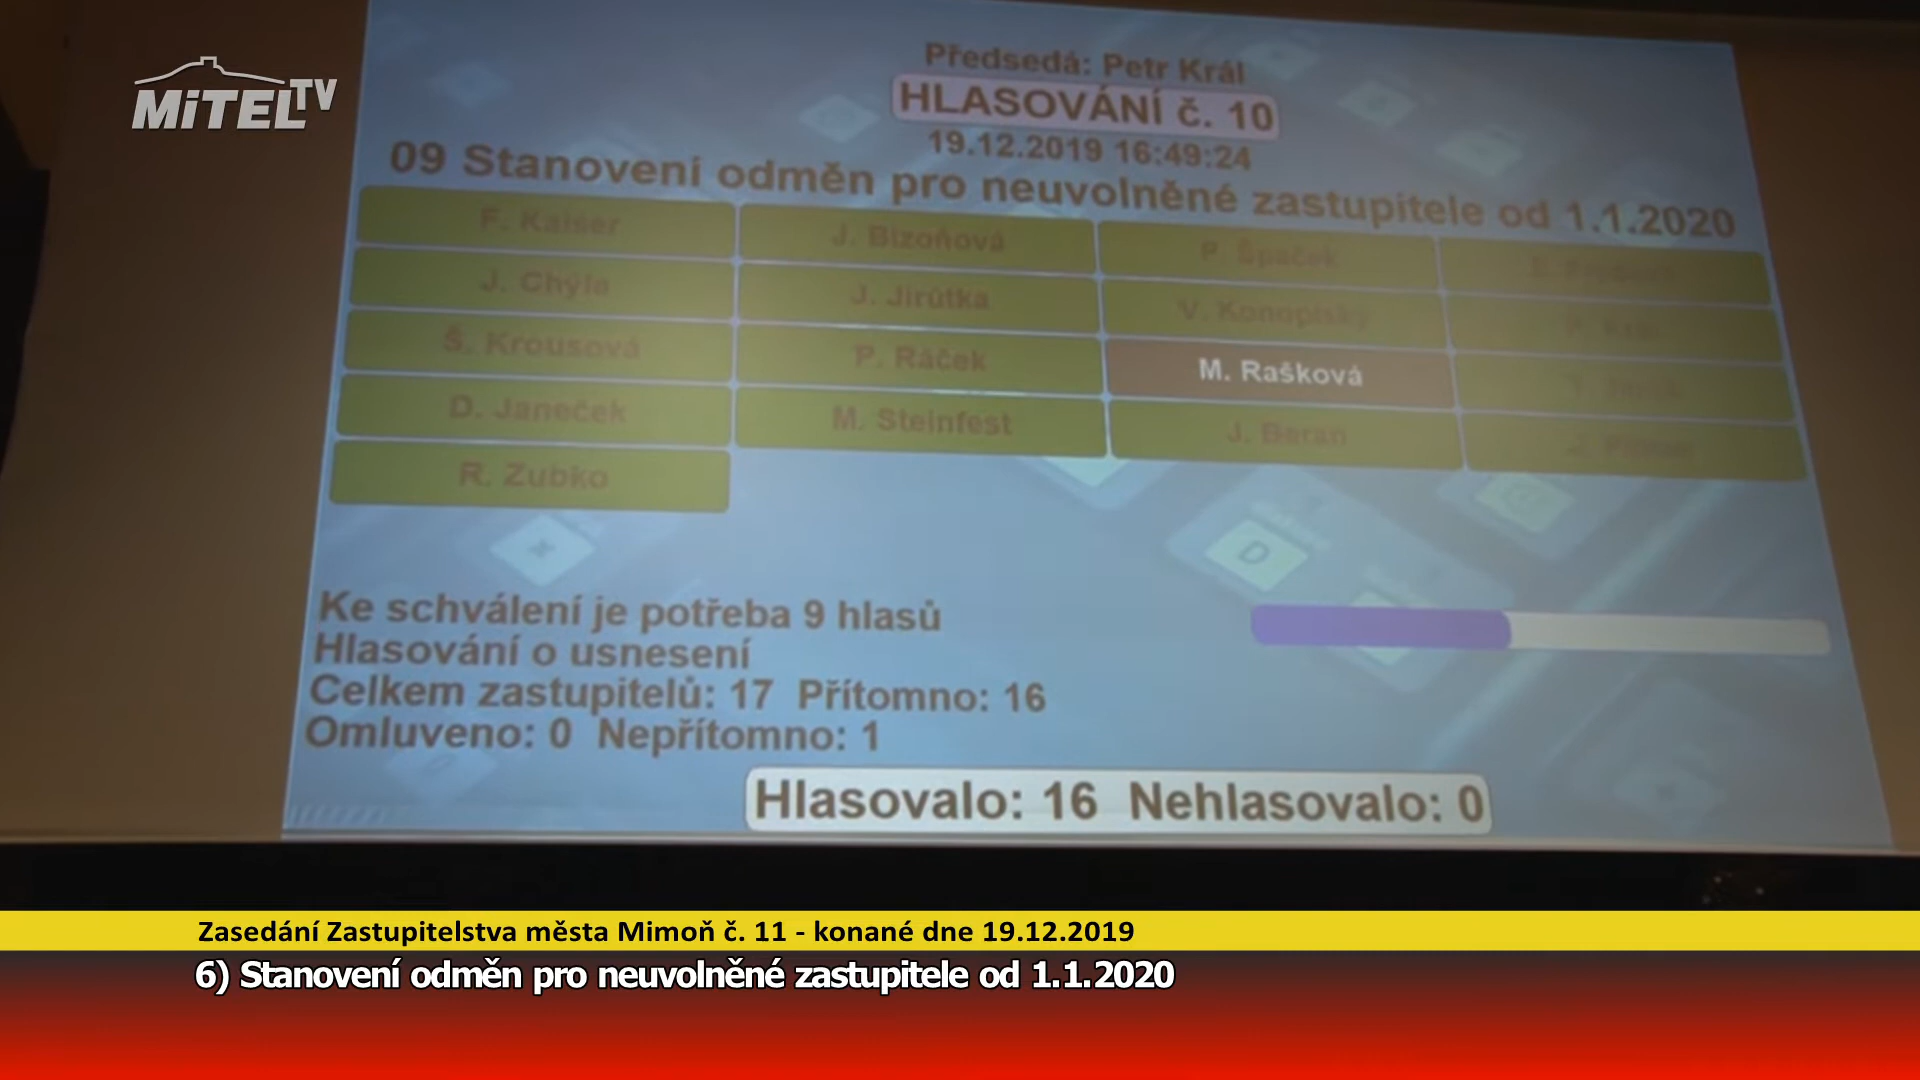 MiTEL TV
Předsedá: Petr Král
HLASOVÁNÍ č. 10
19.12.2019 16:49:24
09 Stanovení odměn pro neuvolněné zastupitele od 1.1.2020
F. Kaiser J. Bizoňová P. Špaček
J. Chýle J. Jirůtka V. Konopiský
Š. Krousová P. Ráček M. Rašková
D. Janeček M. Steinfest J. Beran
R. Zubko
Ke schválení je potřeba 9 hlasů
Hlasování o usnesení
Celkem zastupitelů: 17 Přítomno: 16
Omluveno: 0 Nepřítomno: 1
Hlasovalo: 16 Nehlasovalo: 0
Zasedání Zastupitelstva města Mimoň č. 11 - konané dne 19.12.2019
6) Stanovení odměn pro neuvolněné zastupitele od 1.1.2020